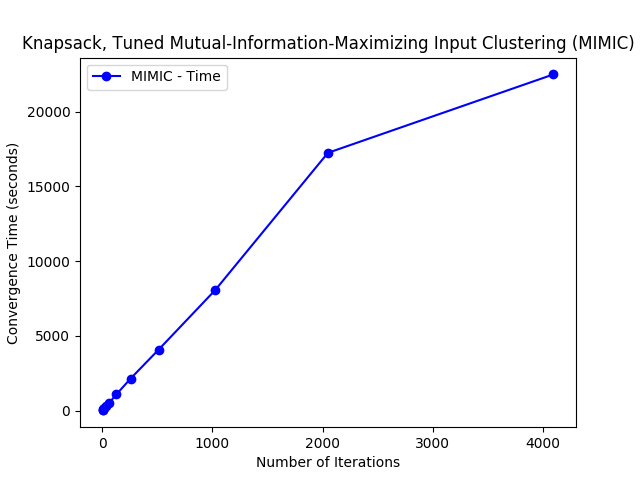 Knapsack, Tuned Mutual-Information-Maximizing Input Clustering (MIMIC)
MIMIC - Time
Convergence Time (seconds)
20000
15000
10000
5000
0
0 1000 2000 3000 4000
Number of Iterations